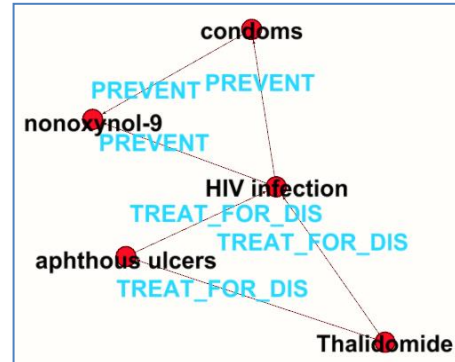 condoms
PREVENT
PREVENT
nonoxynol-9
PREVENT
HIV infection
TREAT_FOR_DIS
TREAT_FOR_DIS
aphthous ulcers
TREAT_FOR_DIS
Thalidomide